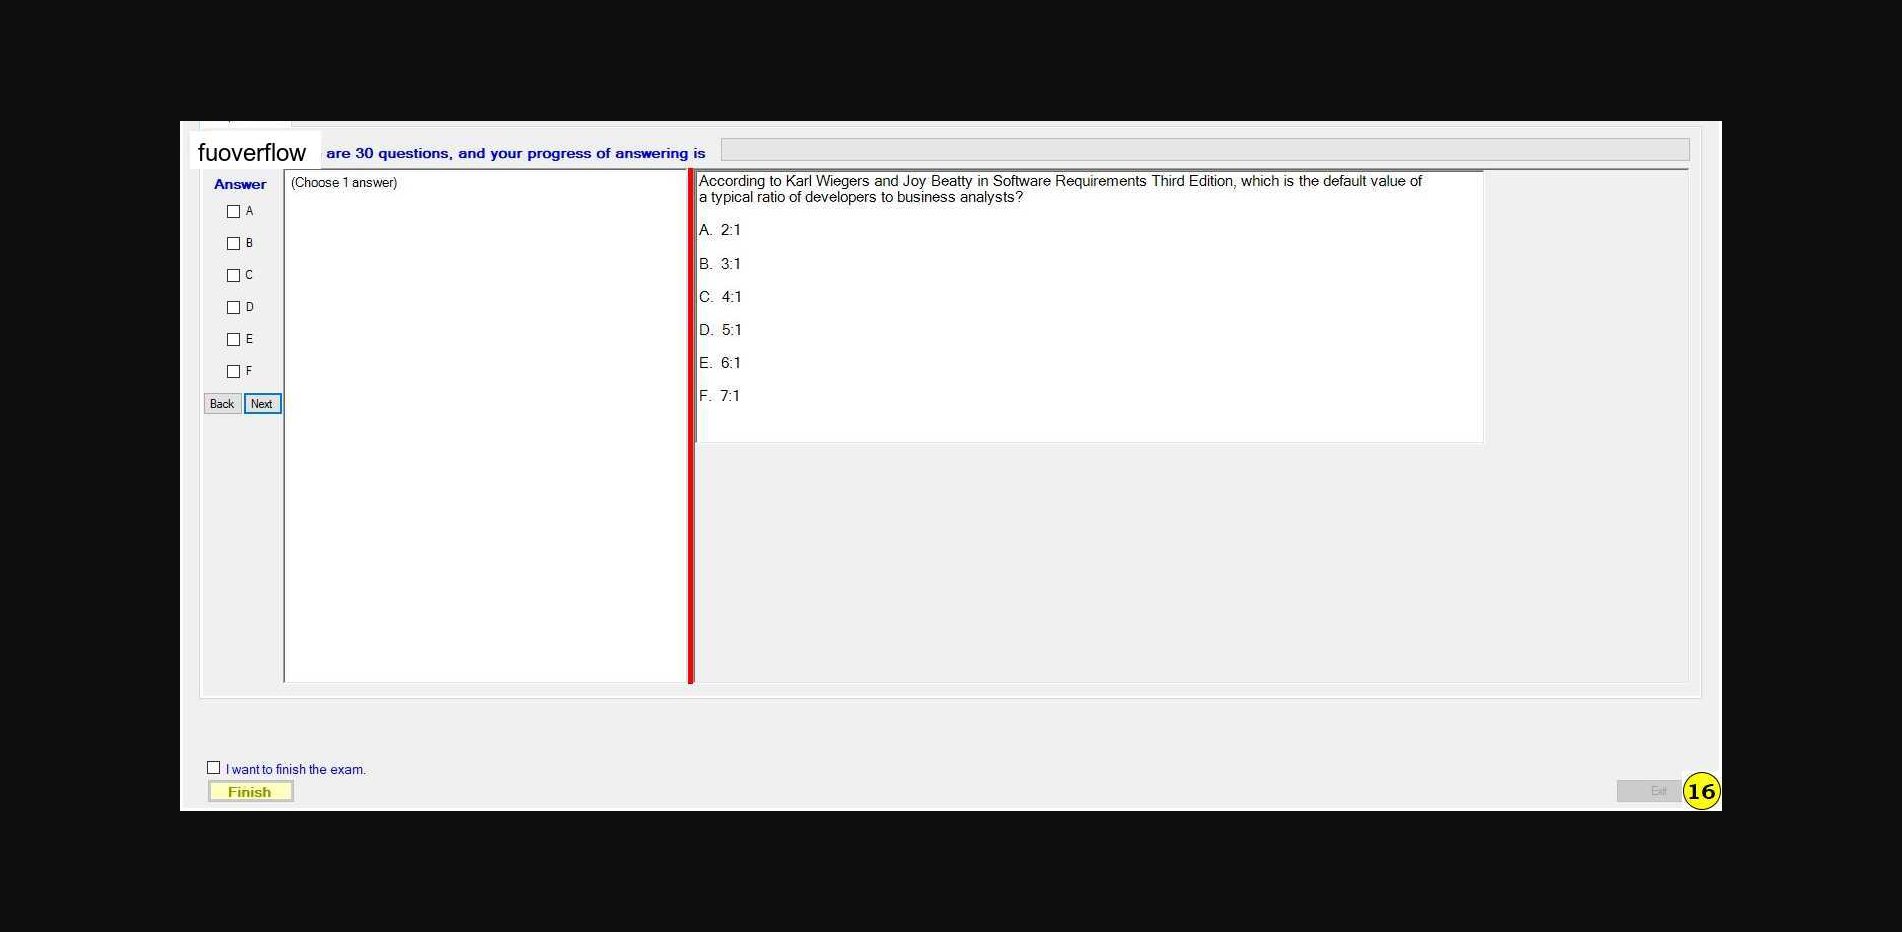 fuoverflow are 30 questions, and your progress of answering is
Answer
A
B
C
D
E
F
Back Next
(Choose 1 answer)
According to Karl Wiegers and Joy Beatty in Software Requirements Third Edition, which is the default value of
a typical ratio of developers to business analysts?
A. 2:1
B. 3:1
C. 4:1
D. 5:1
E. 6:1
F. 7:1
I want to finish the exam.
Finish
Exit
16